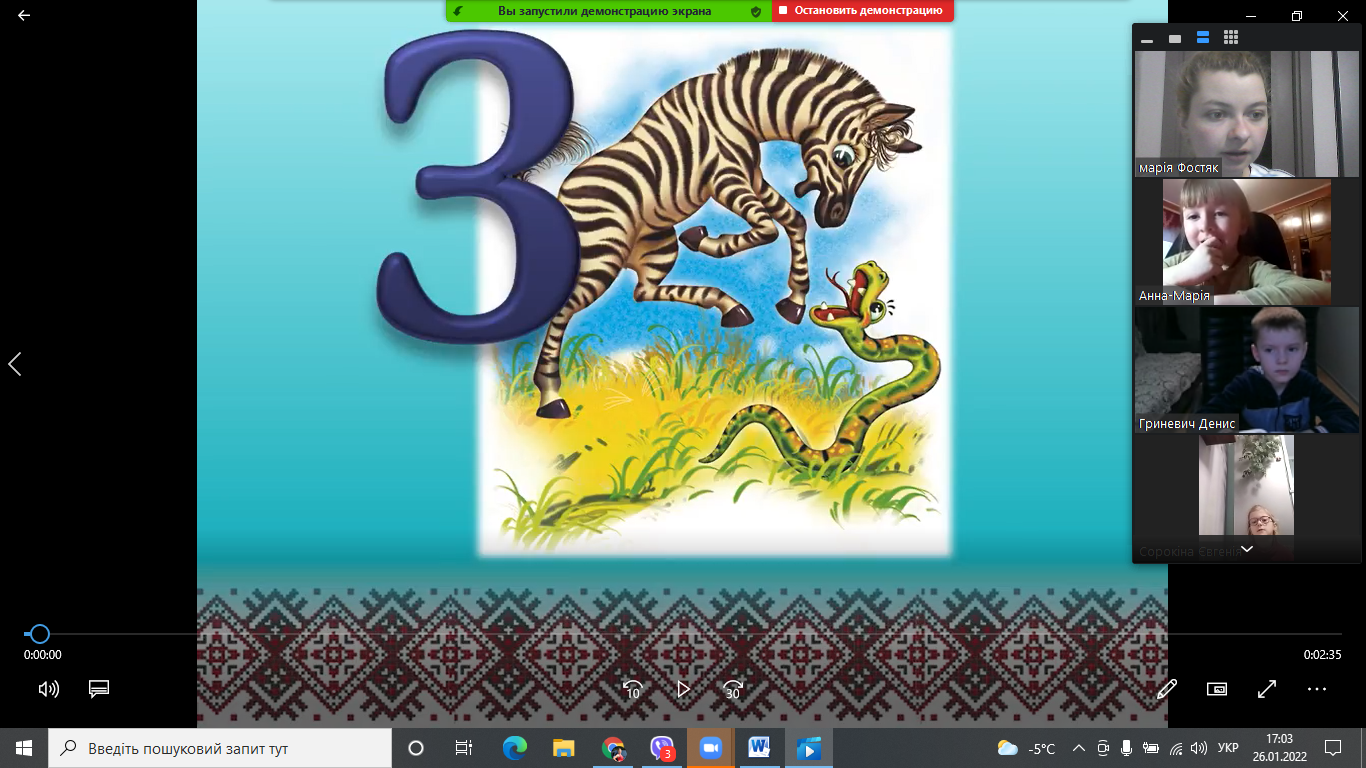 Вы запустили демонстрацию экрана
Остановить демонстрацию
З
марія Фостяк
Анна-Марія
Гриневич Денис
Сорокіна Євгенія
0:00:00
0:02:35
10
30
Введіть пошуковий запит тут
3
-5°C
УКР
17:03
26.01.2022